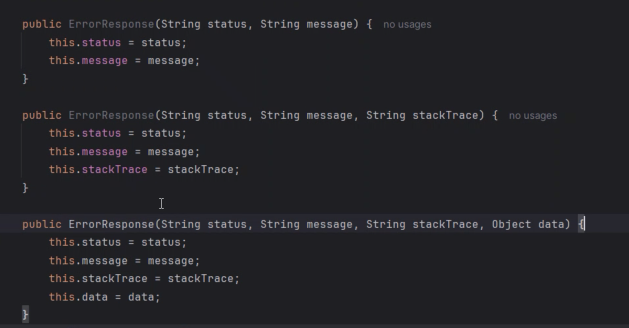 public ErrorResponse(String status, String message) { no usages
    this.status = status;
    this.message = message;
}
public ErrorResponse(String status, String message, String stackTrace) { no usages
    this.status = status;
    this.message = message;
    this.stackTrace = stackTrace;
}
public ErrorResponse(String status, String message, String stackTrace, Object data) {
    this.status = status;
    this.message = message;
    this.stackTrace = stackTrace;
    this.data = data;
}